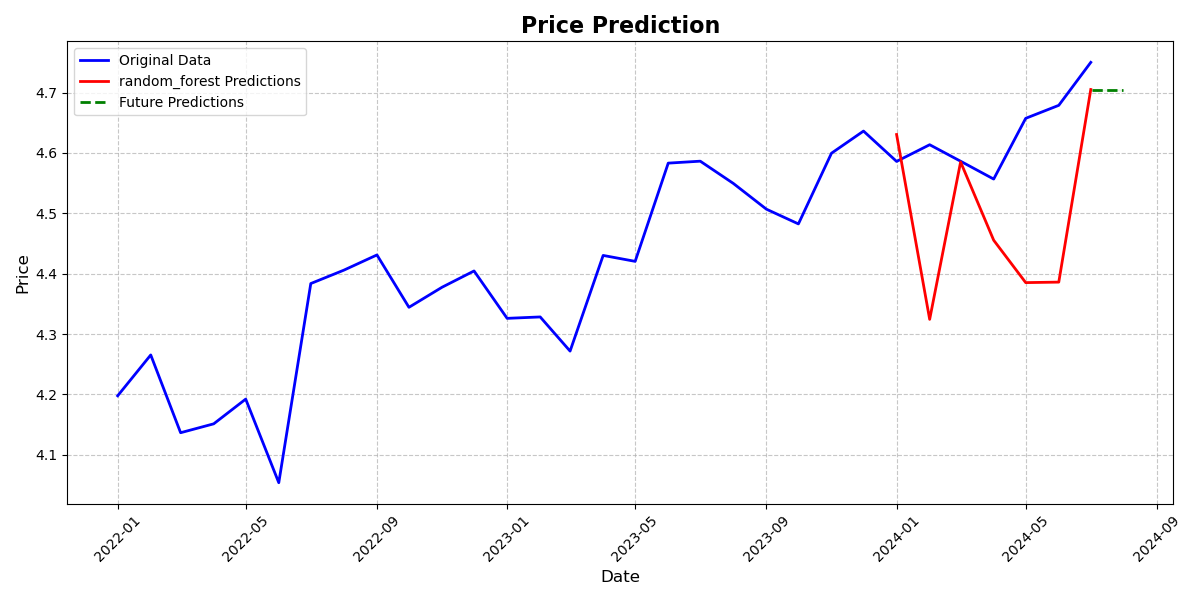 Price Prediction
Original Data
random_forest Predictions
Future Predictions
Price
4.7
4.6
4.5
4.4
4.3
4.2
4.1
2022-01
2022-05
2022-09
2023-01
2023-05
2023-09
2024-01
2024-05
2024-09
Date